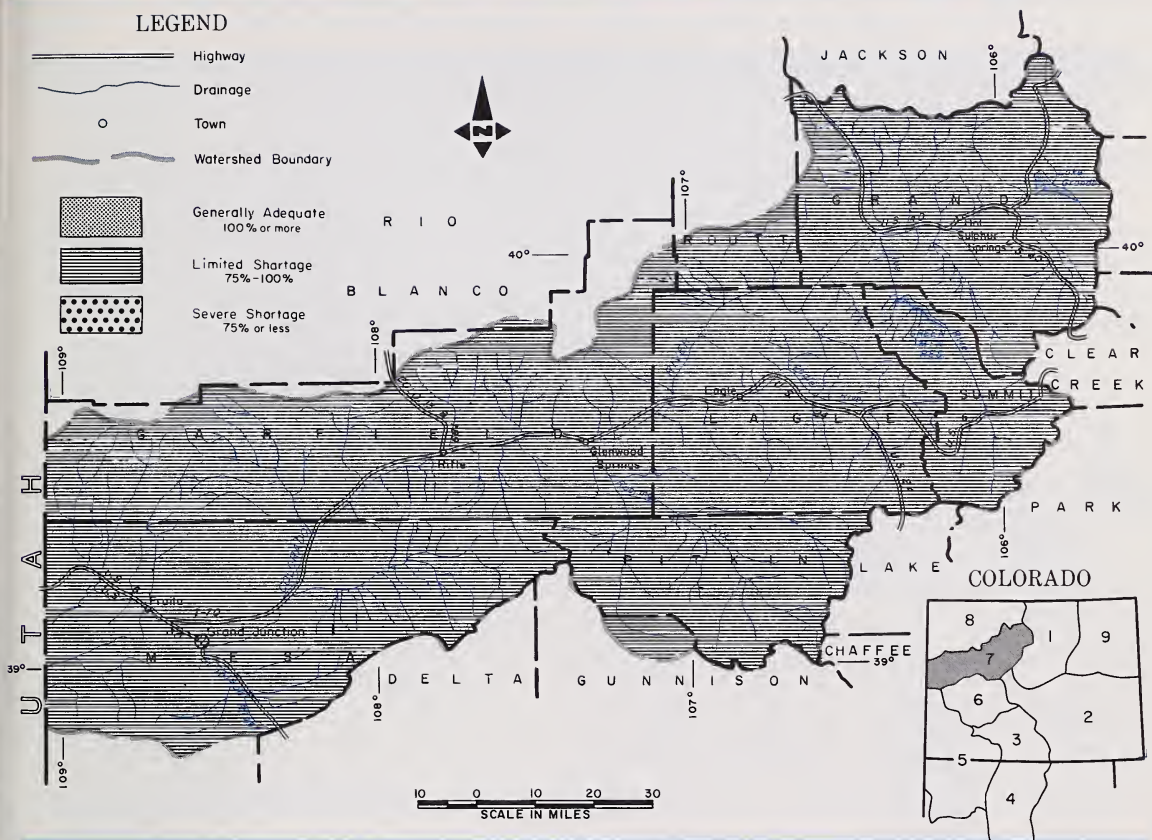 LEGEND
Highway
Drainage
Town
Watershed Boundary
Generally Adequate
100% or more
Limited Shortage
75%-100%
Severe Shortage
75% or less
N
JACKSON
106°
107°
RIO
BLANCO
40°
ROUTT
GRAND
Hot
Sulphur
Springs
40°
108°
109°
CLEAR
CREEK
SUMMIT
Eagle
EAGLE
GARFIELD
Glenwood
Springs
Rifle
PARK
106°
UTAH
PITKIN
LAKE
Fruita
I-70
Grand Junction
MESA
39°
CHAFFEE
39°
DELTA
GUNNISON
108°
107°
109°
10 0 10 20 30
SCALE IN MILES
COLORADO
8
1
9
7
6
2
3
5
4